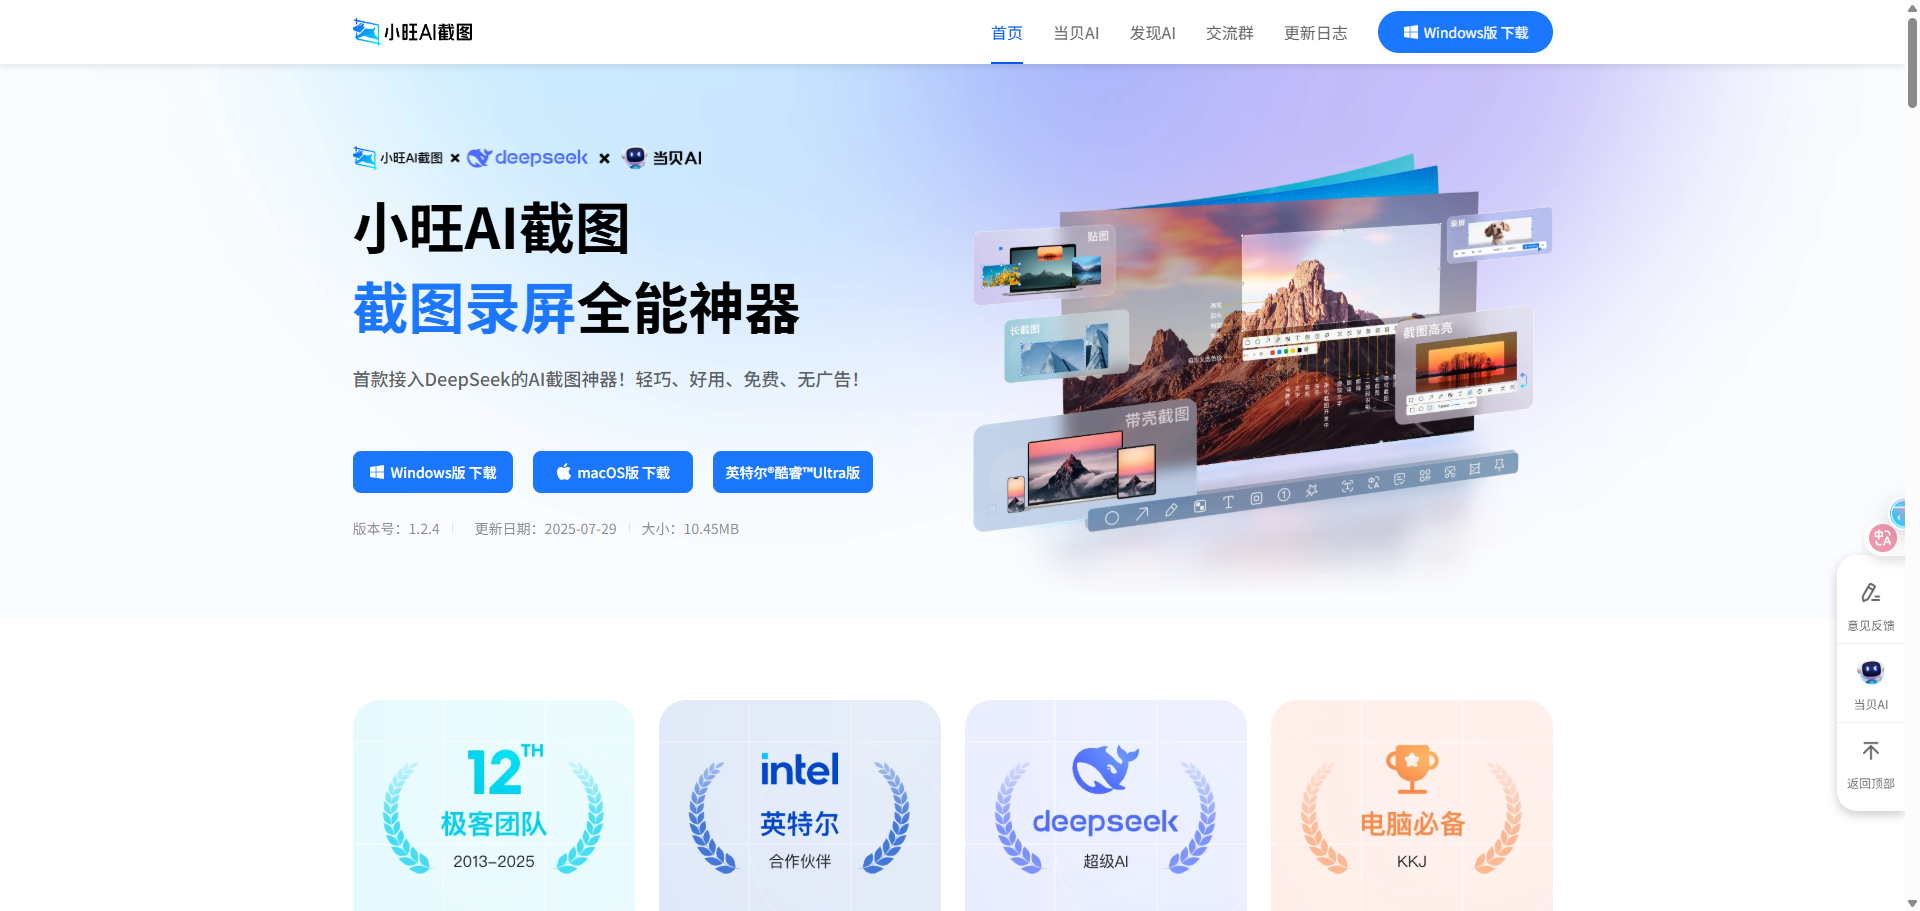 小旺AI截图
首页
当贝AI
发现AI
交流群
更新日志
Windows版 下载
小旺AI截图 × deepseek × 当贝AI
小旺AI截图
截图录屏全能神器
首款接入DeepSeek的AI截图神器！轻巧、好用、免费、无广告！
Windows版 下载
macOS版 下载
英特尔®酷睿™Ultra版
版本号：1.2.4
更新日期：2025-07-29
大小：10.45MB
贴图
录屏
长截图
截图高亮
带壳截图
意见反馈
当贝AI
返回顶部
12TH
极客团队
2013-2025
intel
英特尔
合作伙伴
deepseek
超级AI
电脑必备
KKJ